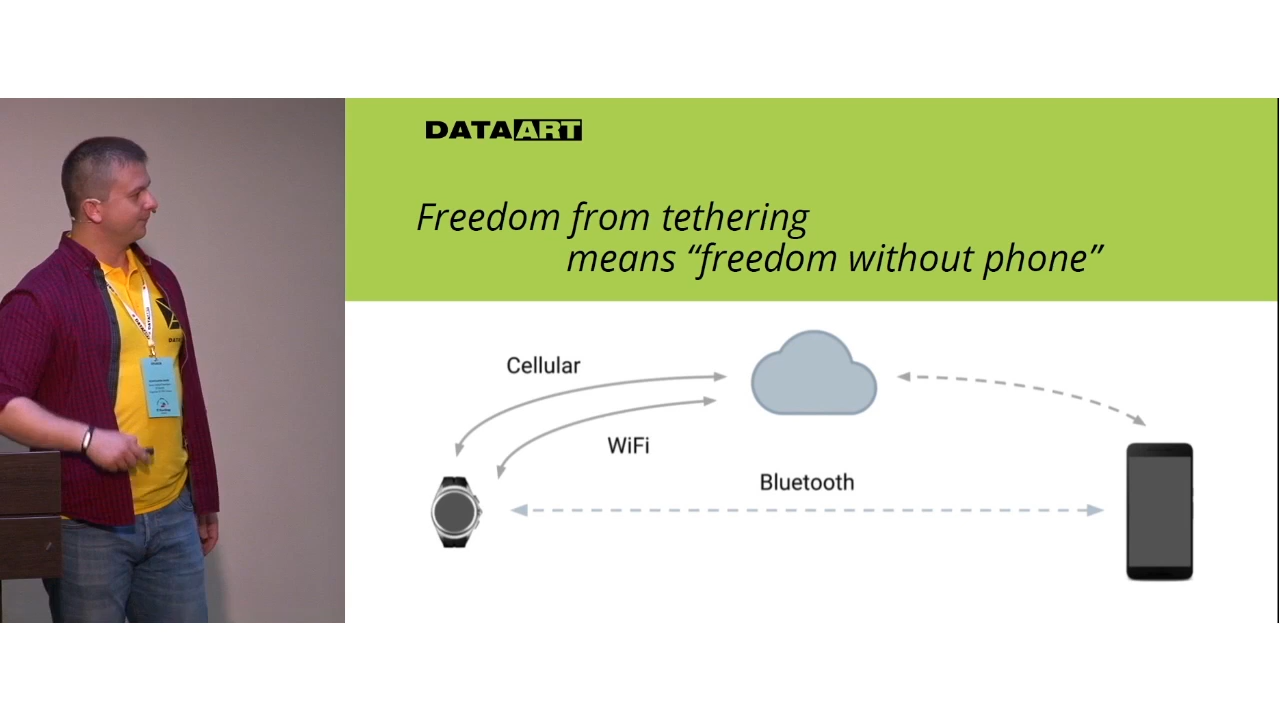 DATAART
Freedom from tethering
means “freedom without phone”
Cellular
WiFi
Bluetooth